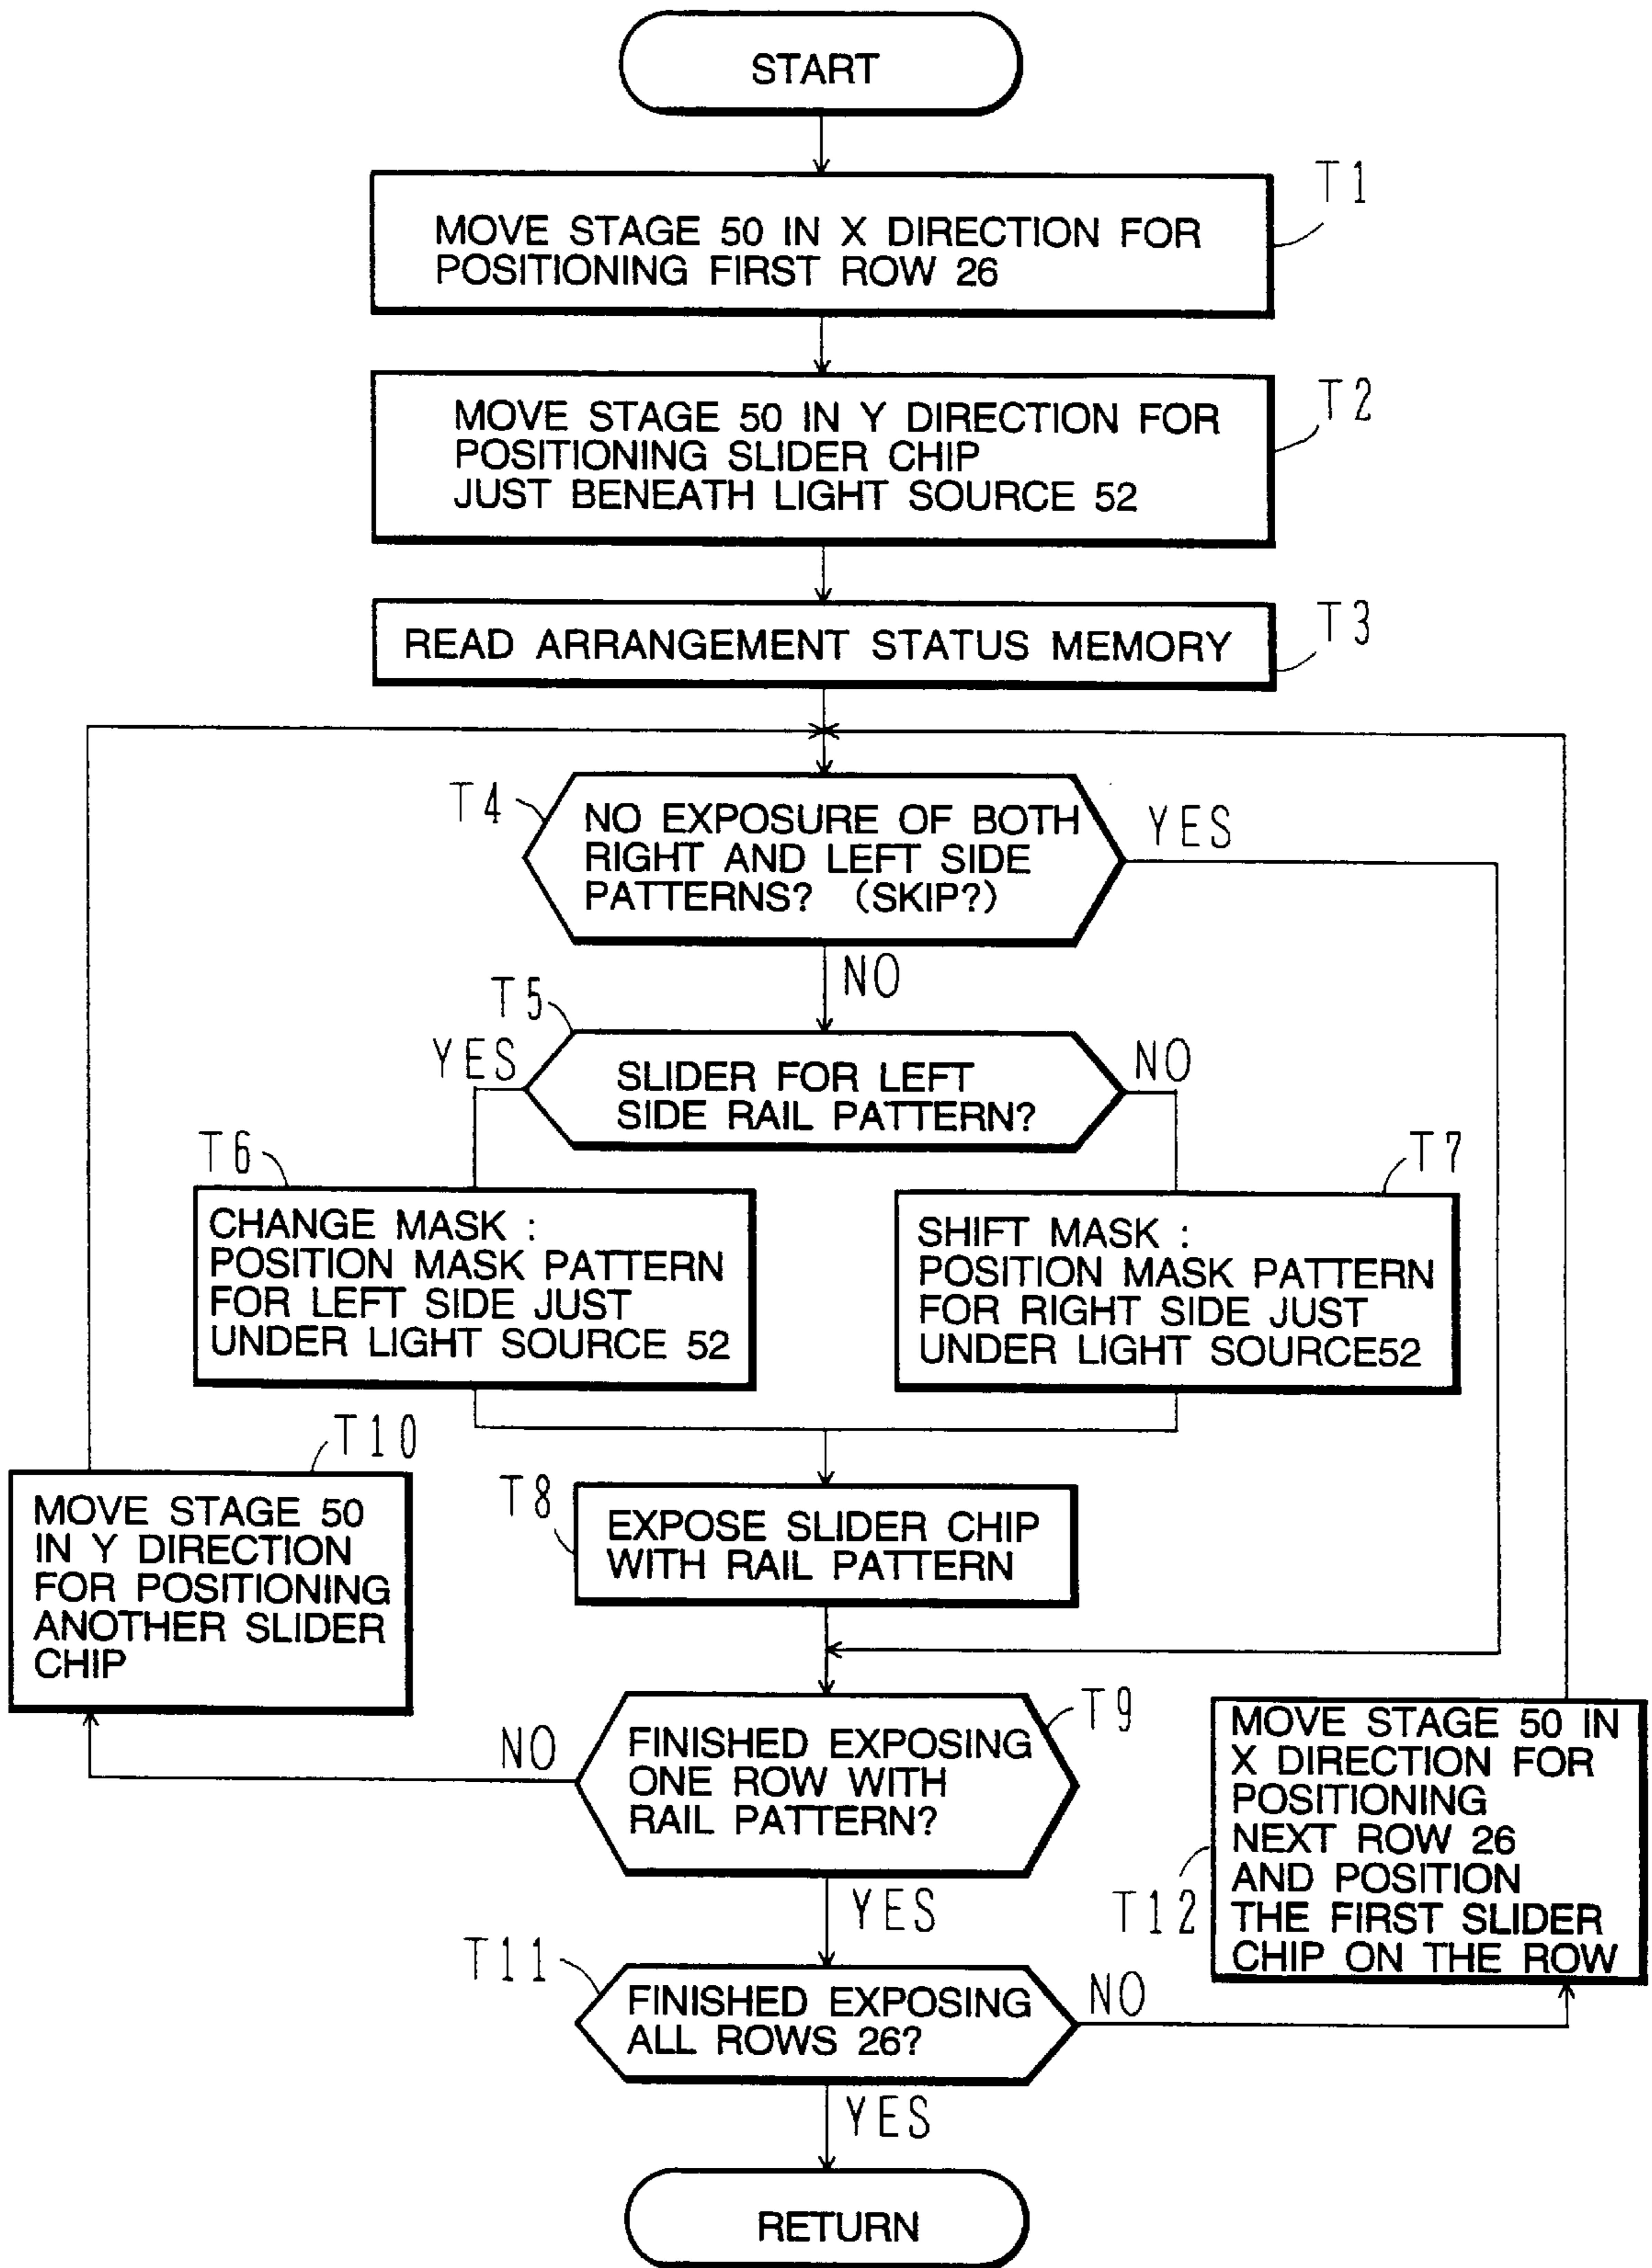 START
T1
MOVE STAGE 50 IN X DIRECTION FOR
POSITIONING FIRST ROW 26
T2
MOVE STAGE 50 IN Y DIRECTION FOR
POSITIONING SLIDER CHIP
JUST BENEATH LIGHT SOURCE 52
T3
READ ARRANGEMENT STATUS MEMORY
T4
NO EXPOSURE OF BOTH
RIGHT AND LEFT SIDE
PATTERNS? (SKIP?)
YES
NO
T5
YES
SLIDER FOR LEFT
SIDE RAIL PATTERN?
NO
T6
CHANGE MASK :
POSITION MASK PATTERN
FOR LEFT SIDE JUST
UNDER LIGHT SOURCE 52
T7
SHIFT MASK :
POSITION MASK PATTERN
FOR RIGHT SIDE JUST
UNDER LIGHT SOURCE52
T10
MOVE STAGE 50
IN Y DIRECTION
FOR POSITIONING
ANOTHER SLIDER
CHIP
T8
EXPOSE SLIDER CHIP
WITH RAIL PATTERN
T9
NO
FINISHED EXPOSING
ONE ROW WITH
RAIL PATTERN?
YES
T12
MOVE STAGE 50 IN
X DIRECTION FOR
POSITIONING
NEXT ROW 26
AND POSITION
THE FIRST SLIDER
CHIP ON THE ROW
T11
FINISHED EXPOSING
ALL ROWS 26?
NO
YES
RETURN